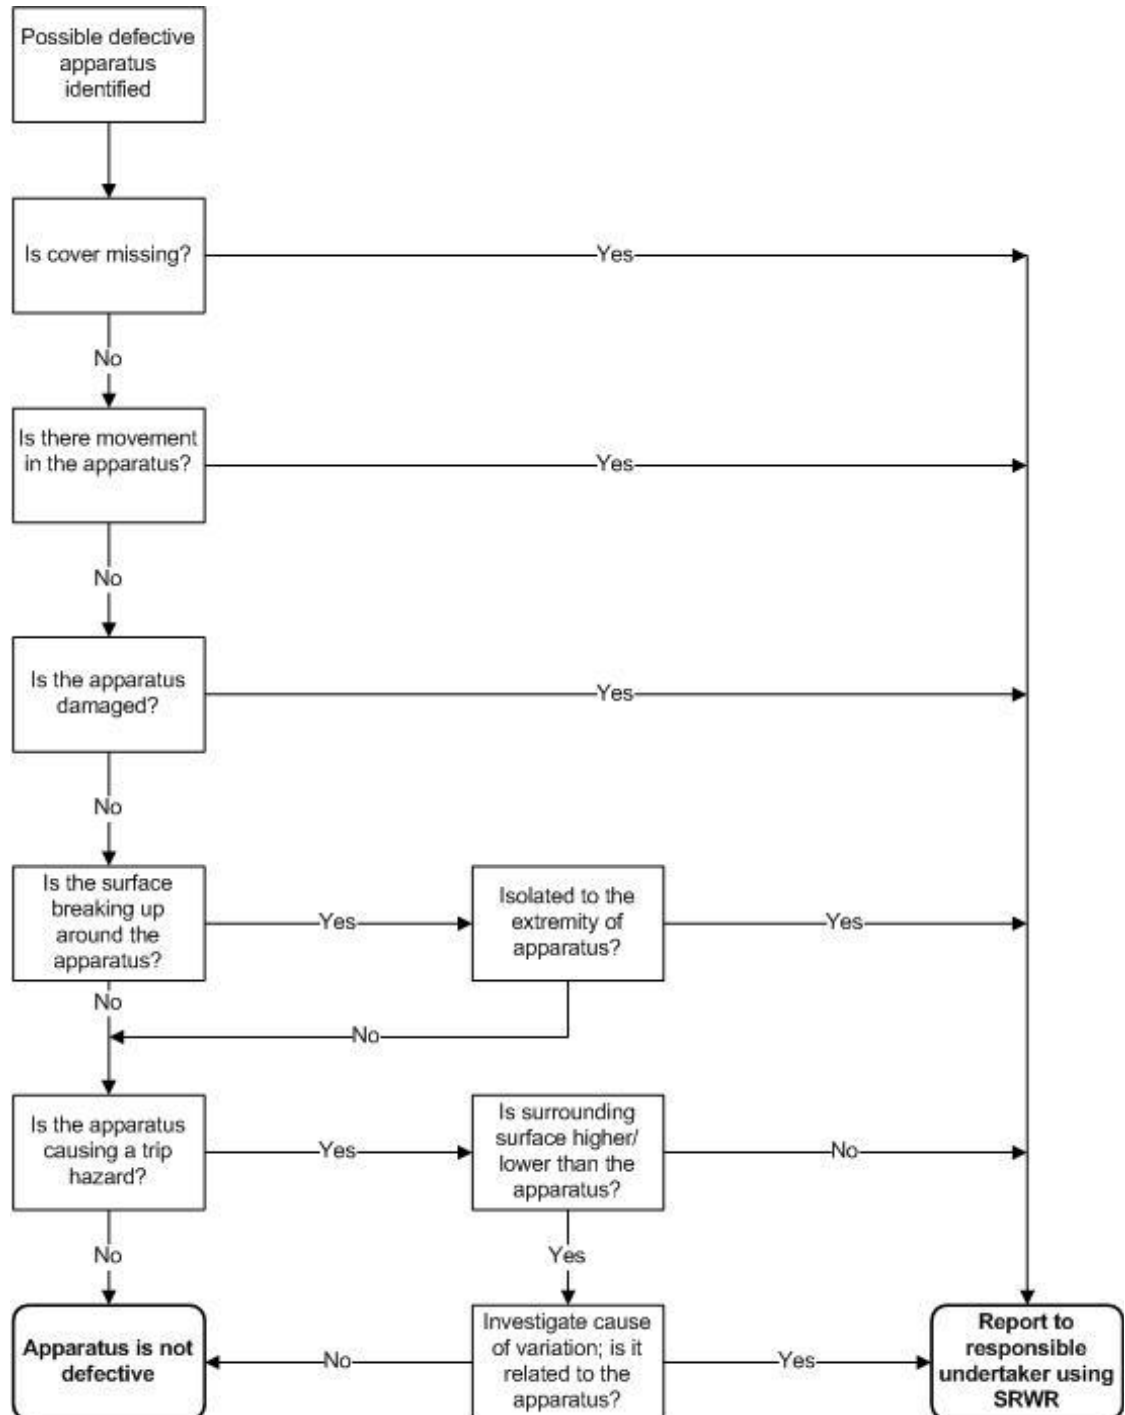 Possible defective
apparatus
identified
Is cover missing?
Yes
No
Is there movement
in the apparatus?
Yes
No
Is the apparatus
damaged?
Yes
No
Is the surface
breaking up
around the
apparatus?
Yes
Isolated to the
extremity of
apparatus?
Yes
No
No
Is the apparatus
causing a trip
hazard?
Yes
Is surrounding
surface higher/
lower than the
apparatus?
No
No
Yes
Apparatus is not
defective
No
Investigate cause
of variation; is it
related to the
apparatus?
Yes
Report to
responsible
undertaker using
SRWR